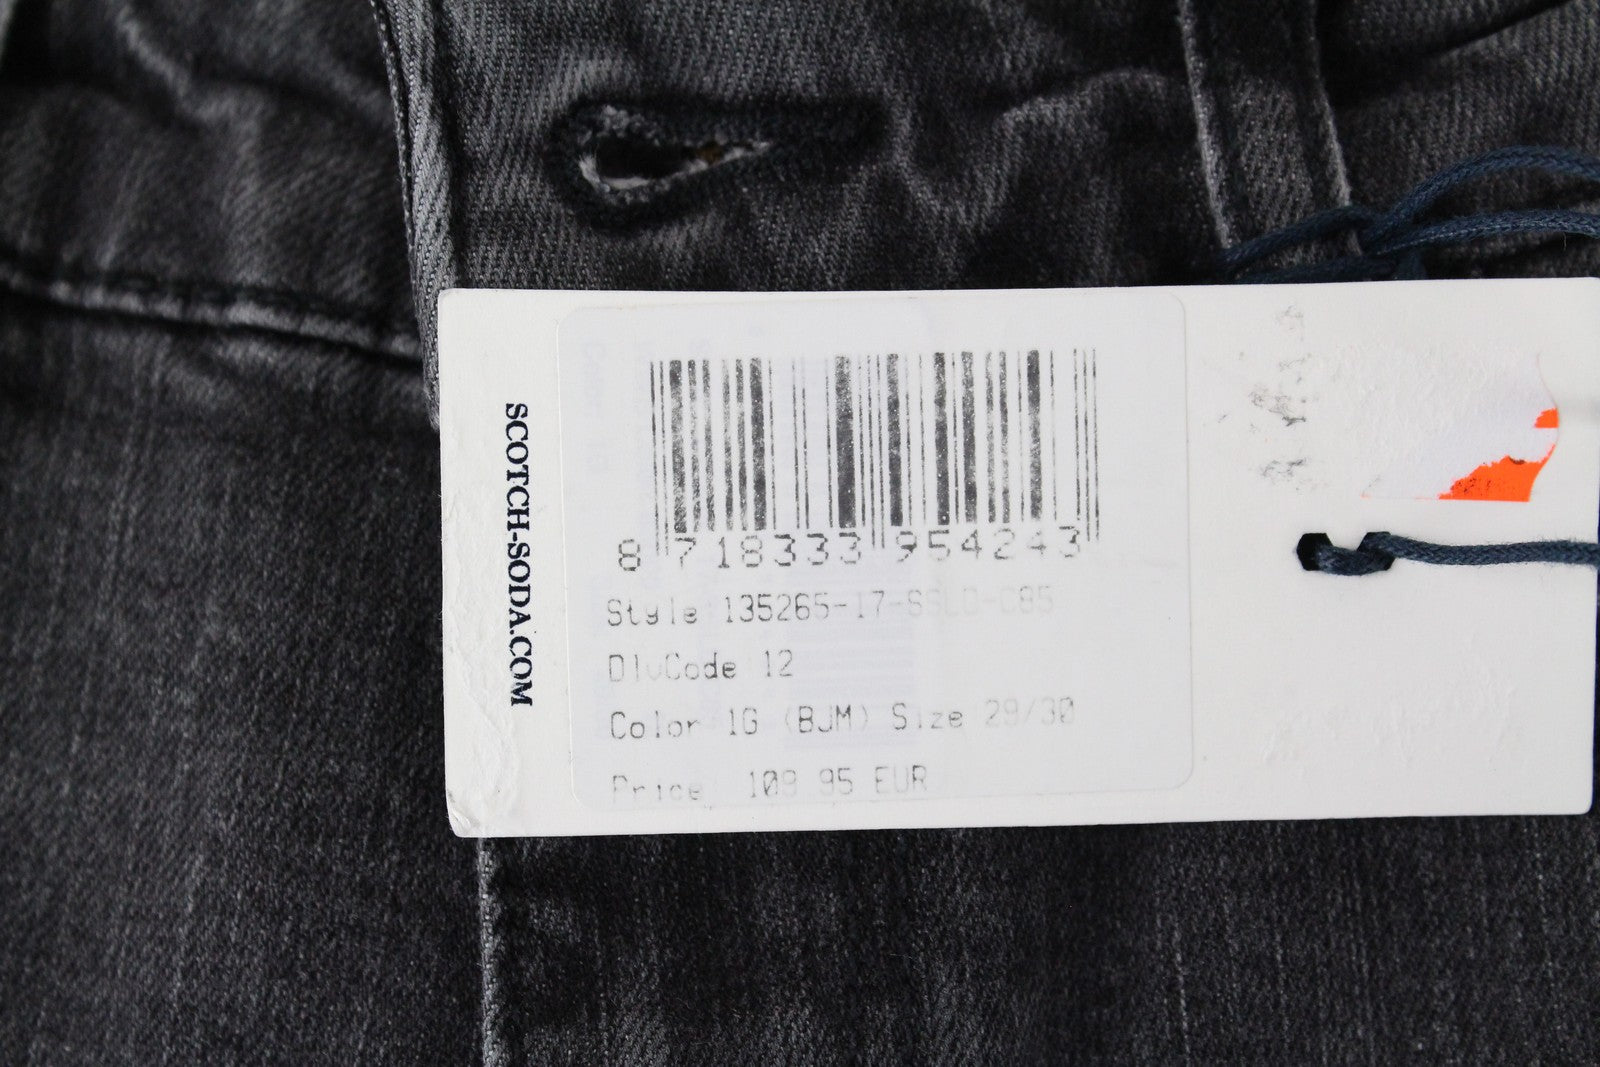 SCOTCH-SODA.COM
8 718333 954243
Style 135265-17-SSLD-C85
DlvCode 12
Color 1G (BJM) Size 29/30
Price 109.95 EUR